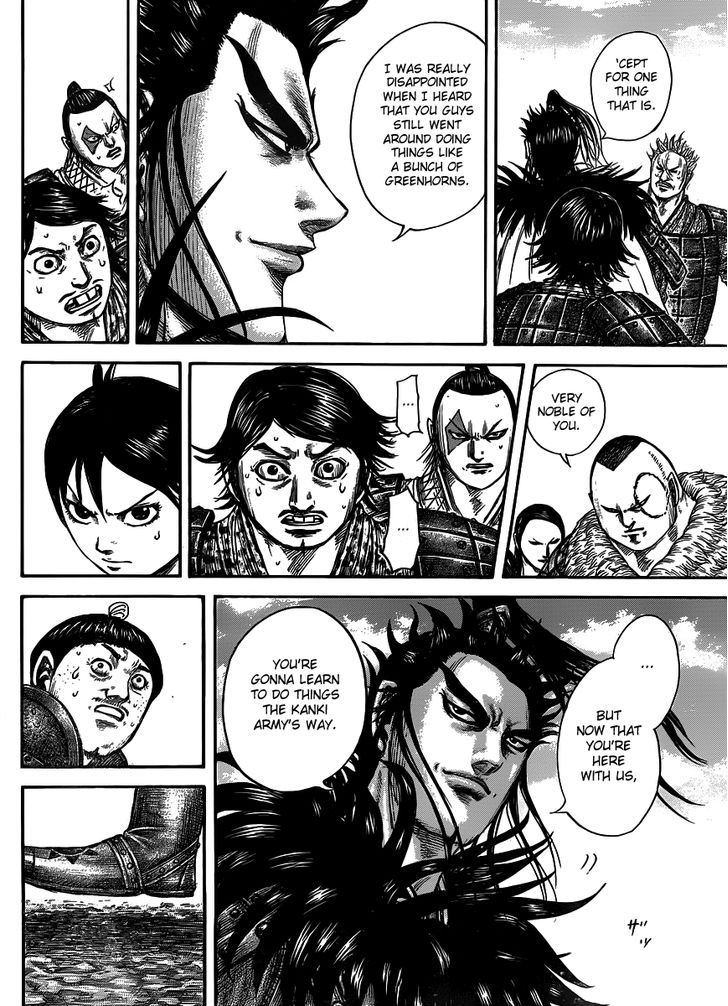 'CEPT
FOR ONE
THING
THAT IS.
I WAS REALLY
DISAPPOINTED
WHEN I HEARD
THAT YOU GUYS
STILL WENT
AROUND DOING
THINGS LIKE
A BUNCH OF
GREENHORNS.
VERY
NOBLE OF
YOU.
...
...
...
BUT
NOW THAT
YOU'RE
HERE
WITH US,
YOU'RE
GONNA LEARN
TO DO THINGS
THE KANKI
ARMY'S WAY.
ザッ